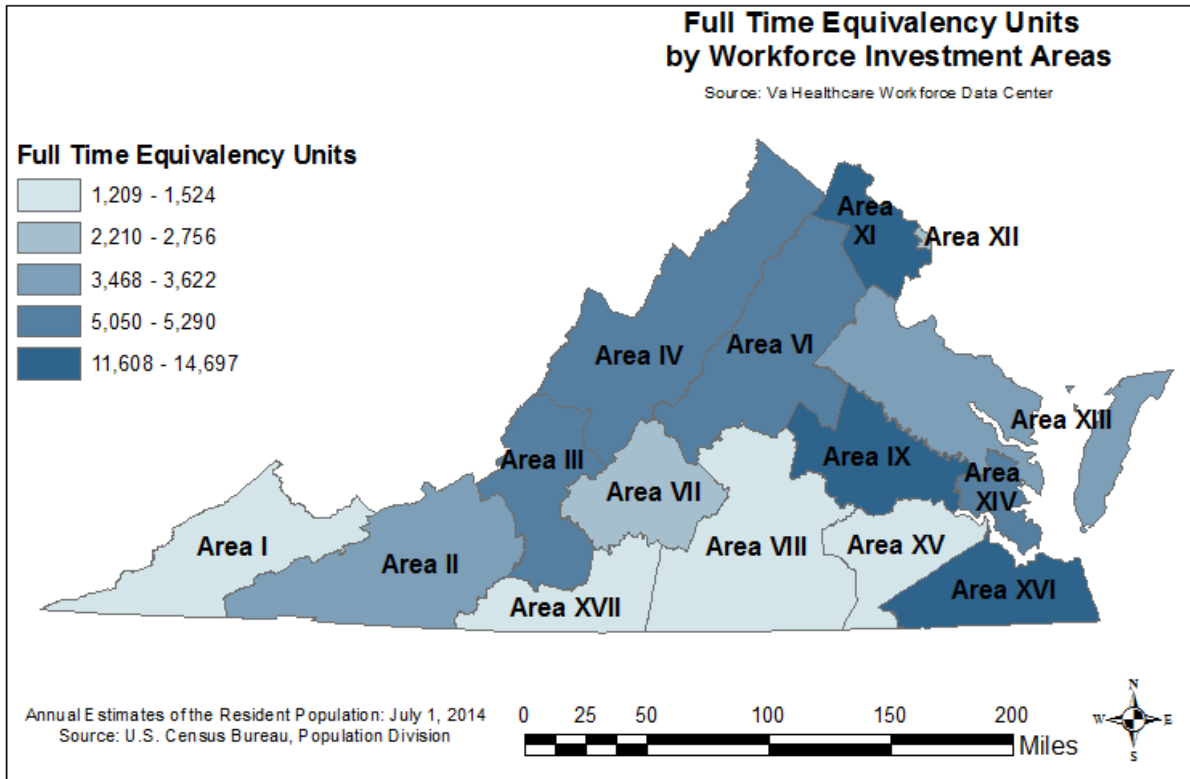 Full Time Equivalency Units
by Workforce Investment Areas
Source: Va Healthcare Workforce Data Center
Full Time Equivalency Units
1,209 - 1,524
2,210 - 2,756
3,468 - 3,622
5,050 - 5,290
11,608 - 14,697
Area
XI
Area XII
Area IV
Area VI
Area XIII
Area III
Area IX
Area VII
Area
XIV
Area I
Area II
Area VIII
Area XV
Area XVII
Area XVI
Annual Estimates of the Resident Population: July 1, 2014
Source: U.S. Census Bureau, Population Division
0 25 50 100 150 200
Miles
N
W E
S